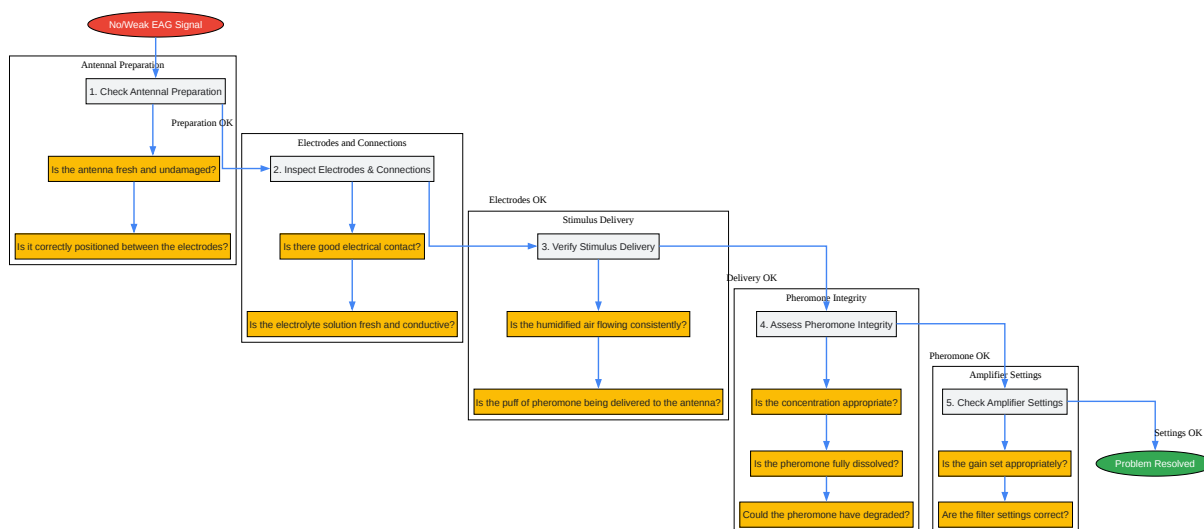 No/Weak EAG Signal
Antennal Preparation
1. Check Antennal Preparation
Preparation OK
Is the antenna fresh and undamaged?
Is it correctly positioned between the electrodes?
Electrodes and Connections
2. Inspect Electrodes & Connections
Electrodes OK
Is there good electrical contact?
Is the electrolyte solution fresh and conductive?
Stimulus Delivery
3. Verify Stimulus Delivery
Delivery OK
Is the humidified air flowing consistently?
Is the puff of pheromone being delivered to the antenna?
Pheromone Integrity
4. Assess Pheromone Integrity
Pheromone OK
Is the concentration appropriate?
Is the pheromone fully dissolved?
Could the pheromone have degraded?
Amplifier Settings
5. Check Amplifier Settings
Settings OK
Is the gain set appropriately?
Are the filter settings correct?
Problem Resolved